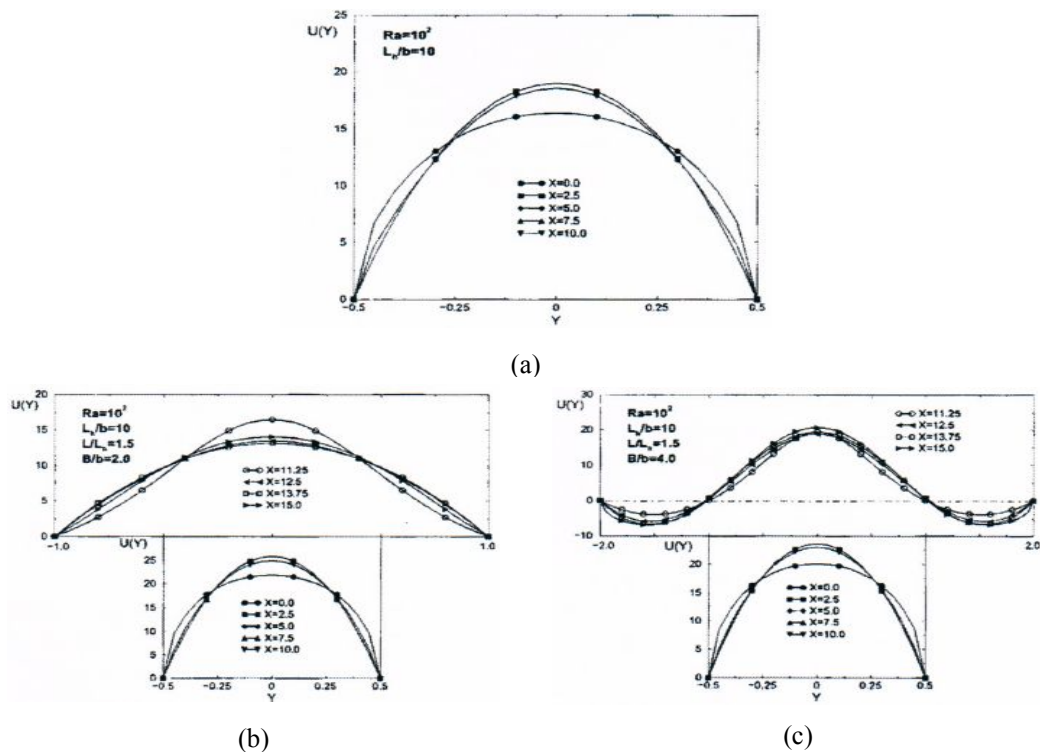 25
U(Y)
Ra=10²
Lₕ/b=10
20
15
10
X=0.0
X=2.5
X=5.0
X=7.5
X=10.0
5
0
−0.5
−0.25
0
0.25
0.5
Y
(a)
20
U(Y)
Ra=10²
Lₕ/b=10
L/Lₕ=1.5
B/b=2.0
15
10
X=11.25
X=12.5
X=13.75
X=15.0
5
0
−1.0
1.0
U(Y)
25
20
15
10
5
0
X=0.0
X=2.5
X=5.0
X=7.5
X=10.0
−0.5
−0.25
0
0.25
0.5
Y
(b)
30
U(Y)
Ra=10²
Lₕ/b=10
L/Lₕ=1.5
B/b=4.0
X=11.25
X=12.5
X=13.75
X=15.0
20
10
0
−10
−2.0
2.0
U(Y)
20
15
10
5
0
X=0.0
X=2.5
X=5.0
X=7.5
X=10.0
−0.5
−0.25
0
0.25
0.5
Y
(c)